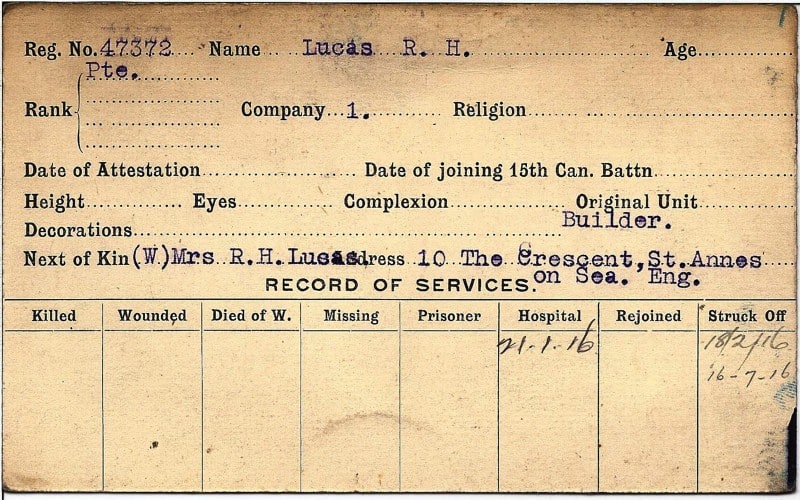 Reg. No. 47372 Name Lucas R. H. Age
Pte.
Rank Company 1. Religion
Date of Attestation Date of joining 15th Can. Battn.
Height Eyes Complexion Original Unit
Decorations Builder.
Next of Kin (W) Mrs R.H.Lucas. Address 10 The Crescent, St. Annes
on Sea. Eng.
RECORD OF SERVICES.
Killed Wounded Died of W. Missing Prisoner Hospital Rejoined Struck Off
21-1-16 18/2/16
16-7-16